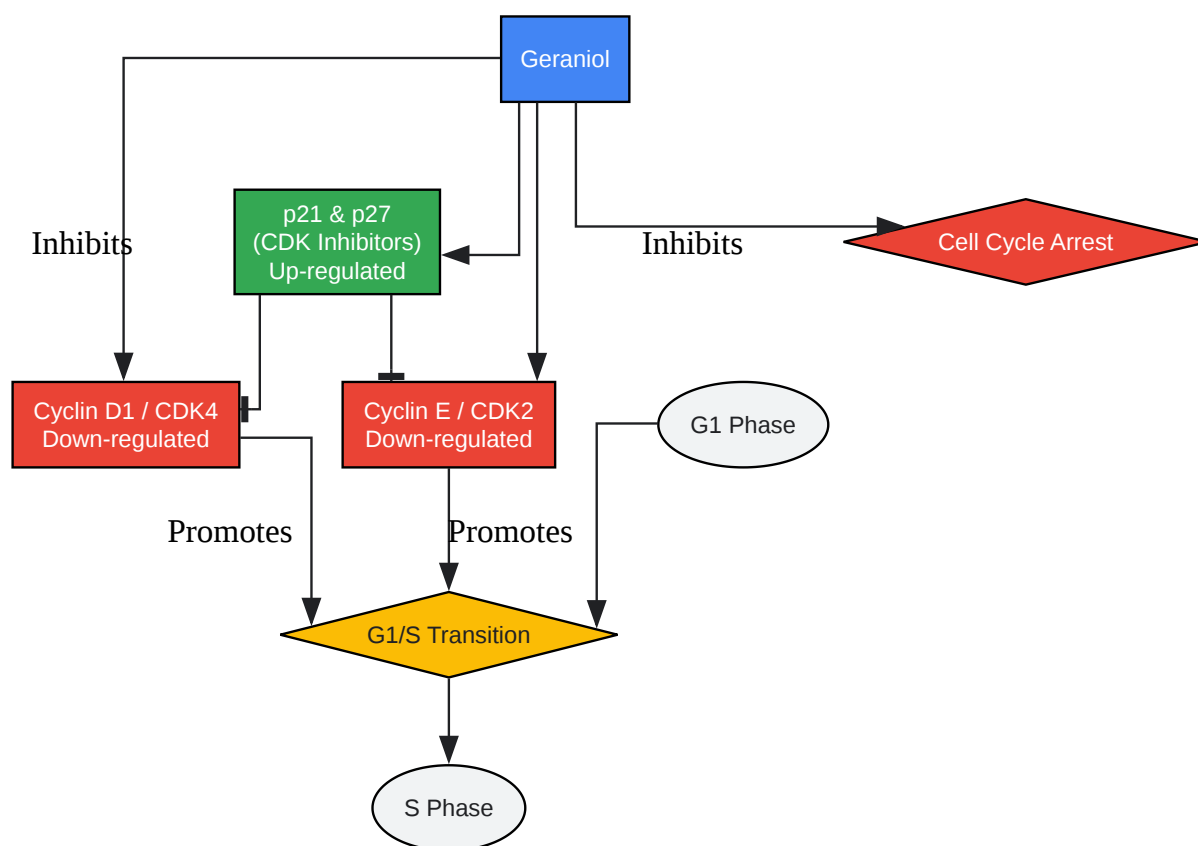 Geraniol
p21 & p27
(CDK Inhibitors)
Up-regulated
Inhibits
Inhibits
Cell Cycle Arrest
Cyclin D1 / CDK4
Down-regulated
Cyclin E / CDK2
Down-regulated
G1 Phase
Promotes
Promotes
G1/S Transition
S Phase